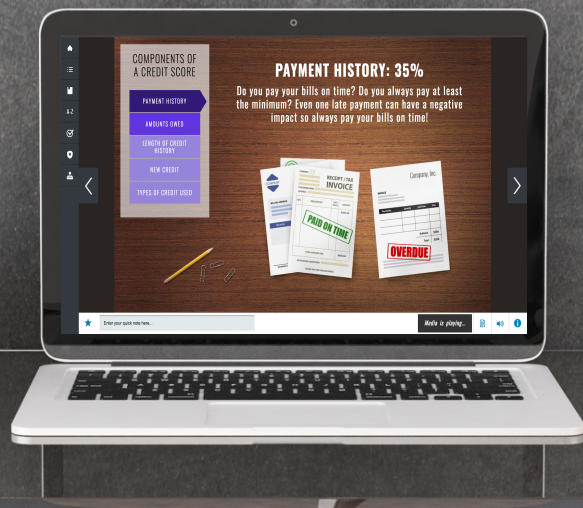 COMPONENTS OF
A CREDIT SCORE
PAYMENT HISTORY
AMOUNTS OWED
LENGTH OF CREDIT
HISTORY
NEW CREDIT
TYPES OF CREDIT USED
A-Z
PAYMENT HISTORY: 35%
Do you pay your bills on time? Do you always pay at least
the minimum? Even one late payment can have a negative
impact so always pay your bills on time!
RECEIPT / TAX
INVOICE
PAID ON TIME
Company, Inc.
INVOICE
OVERDUE
Enter your quick note here...
Media is playing...